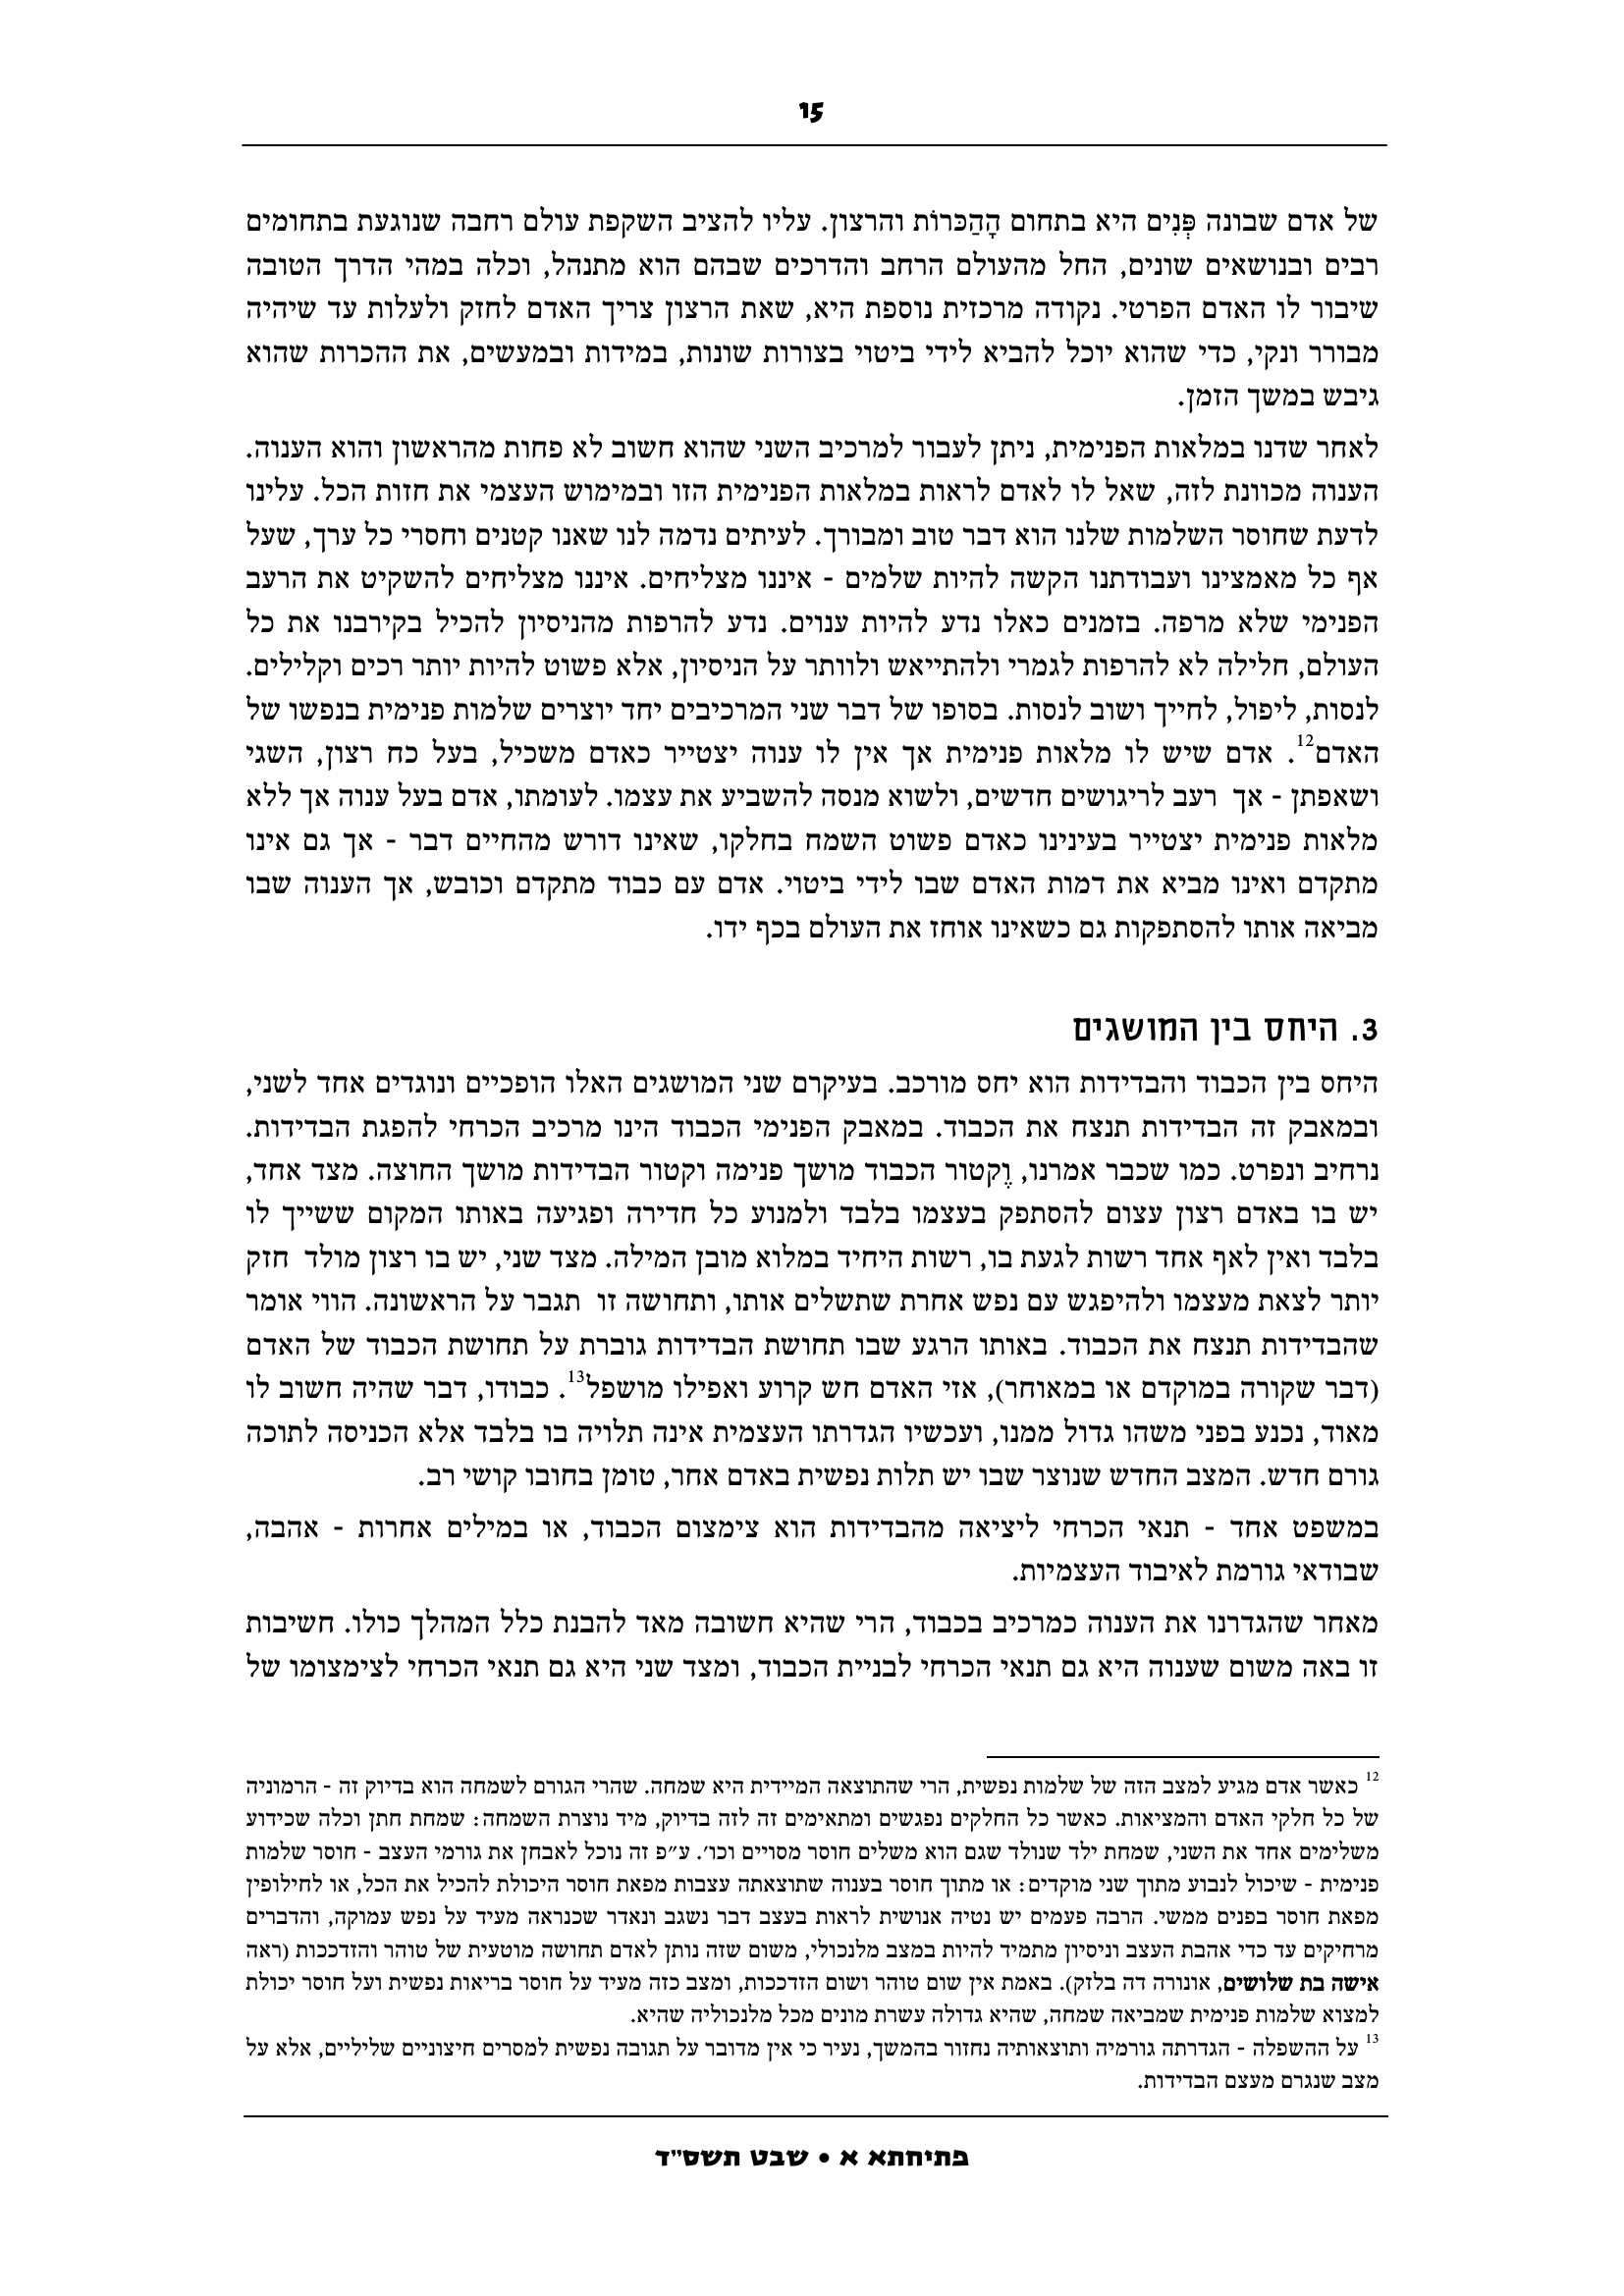 15
של אדם שבונה פְּנִים היא בתחום הָהַכּרוֹת והרצון. עליו להציב השקפת עולם רחבה שנוגעת בתחומים
רבים ובנושאים שונים, החל מהעולם הרחב והדרכים שבהם הוא מתנהל, וכלה במהי הדרך הטובה
שיבור לו האדם הפרטי. נקודה מרכזית נוספת היא, שאת הרצון צריך האדם לחזק ולעלות עד שיהיה
מבורר ונקי, כדי שהוא יוכל להביא לידי ביטוי בצורות שונות, במידות ובמעשים, את ההכרות שהוא
גיבש במשך הזמן.
לאחר שדנו במלאות הפנימית, ניתן לעבור למרכיב השני שהוא חשוב לא פחות מהראשון והוא הענוה.
הענוה מכוונת לזה, שאל לו לאדם לראות במלאות הפנימית הזו ובמימוש העצמי את חזות הכל. עלינו
לדעת שחוסר השלמות שלנו הוא דבר טוב ומבורך. לעיתים נדמה לנו שאנו קטנים וחסרי כל ערך, שעל
אף כל מאמצינו ועבודתנו הקשה להיות שלמים - איננו מצליחים. איננו מצליחים להשקיט את הרעב
הפנימי שלא מרפה. בזמנים כאלו נדע להיות ענוים. נדע להרפות מהניסיון להכיל בקירבנו את כל
העולם, חלילה לא להרפות לגמרי ולהתייאש ולוותר על הניסיון, אלא פשוט להיות יותר רכים וקלילים.
לנסות, ליפול, לחייך ושוב לנסות. בסופו של דבר שני המרכיבים יחד יוצרים שלמות פנימית בנפשו של
האדם12. אדם שיש לו מלאות פנימית אך אין לו ענוה יצטייר כאדם משכיל, בעל כח רצון, השגי
ושאפתן - אך רעב לריגושים חדשים, ולשוא מנסה להשביע את עצמו. לעומתו, אדם בעל ענוה אך ללא
מלאות פנימית יצטייר בעינינו כאדם פשוט השמח בחלקו, שאינו דורש מהחיים דבר - אך גם אינו
מתקדם ואינו מביא את דמות האדם שבו לידי ביטוי. אדם עם כבוד מתקדם וכובש, אך הענוה שבו
מביאה אותו להסתפקות גם כשאינו אוחז את העולם בכף ידו.
3. היחס בין המושגים
היחס בין הכבוד והבדידות הוא יחס מורכב. בעיקרם שני המושגים האלו הופכיים ונוגדים אחד לשני,
ובמאבק זה הבדידות תנצח את הכבוד. במאבק הפנימי הכבוד הינו מרכיב הכרחי להפגת הבדידות.
נרחיב ונפרט. כמו שכבר אמרנו, וֶקטור הכבוד מושך פנימה וקטור הבדידות מושך החוצה. מצד אחד,
יש בו באדם רצון עצום להסתפק בעצמו בלבד ולמנוע כל חדירה ופגיעה באותו המקום ששייך לו
בלבד ואין לאף אחד רשות לגעת בו, רשות היחיד במלוא מובן המילה. מצד שני, יש בו רצון מולד חזק
יותר לצאת מעצמו ולהיפגש עם נפש אחרת שתשלים אותו, ותחושה זו תגבר על הראשונה. הווי אומר
שהבדידות תנצח את הכבוד. באותו הרגע שבו תחושת הבדידות גוברת על תחושת הכבוד של האדם
(דבר שקורה במוקדם או במאוחר), אזי האדם חש קרוע ואפילו מושפל13. כבודו, דבר שהיה חשוב לו
מאוד, נכנע בפני משהו גדול ממנו, ועכשיו הגדרתו העצמית אינה תלויה בו בלבד אלא הכניסה לתוכה
גורם חדש. המצב החדש שנוצר שבו יש תלות נפשית באדם אחר, טומן בחובו קושי רב.
במשפט אחד - תנאי הכרחי ליציאה מהבדידות הוא צימצום הכבוד, או במילים אחרות - אהבה,
שבודאי גורמת לאיבוד העצמיות.
מאחר שהגדרנו את הענוה כמרכיב בכבוד, הרי שהיא חשובה מאד להבנת כלל המהלך כולו. חשיבות
זו באה משום שענוה היא גם תנאי הכרחי לבניית הכבוד, ומצד שני היא גם תנאי הכרחי לצימצומו של
12 כאשר אדם מגיע למצב הזה של שלמות נפשית, הרי שהתוצאה המיידית היא שמחה. שהרי הגורם לשמחה הוא בדיוק זה - הרמוניה
של כל חלקי האדם והמציאות. כאשר כל החלקים נפגשים ומתאימים זה לזה בדיוק, מיד נוצרת השמחה: שמחת חתן וכלה שכידוע
משלימים אחד את השני, שמחת ילד שנולד שגם הוא משלים חוסר מסויים וכו׳. ע״פ זה נוכל לאבחן את גורמי העצב - חוסר שלמות
פנימית - שיכול לנבוע מתוך שני מוקדים: או מתוך חוסר בענוה שתוצאתה עצבות מפאת חוסר היכולת להכיל את הכל, או לחילופין
מפאת חוסר בפנים ממשי. הרבה פעמים יש נטיה אנושית לראות בעצב דבר נשגב ונאדר שכנראה מעיד על נפש עמוקה, והדברים
מרחיקים עד כדי אהבת העצב וניסיון מתמיד להיות במצב מלנכולי, משום שזה נותן לאדם תחושה מוטעית של טוהר והזדככות (ראה
אישה בת שלושים, אונורה דה בלזק). באמת אין שום טוהר ושום הזדככות, ומצב כזה מעיד על חוסר בריאות נפשית ועל חוסר יכולת
למצוא שלמות פנימית שמביאה שמחה, שהיא גדולה עשרת מונים מכל מלנכוליה שהיא.
13 על ההשפלה - הגדרתה גורמיה ותוצאותיה נחזור בהמשך, נעיר כי אין מדובר על תגובה נפשית למסרים חיצוניים שליליים, אלא על
מצב שנגרם מעצם הבדידות.
פתיחתא א • שבט תשס״ד